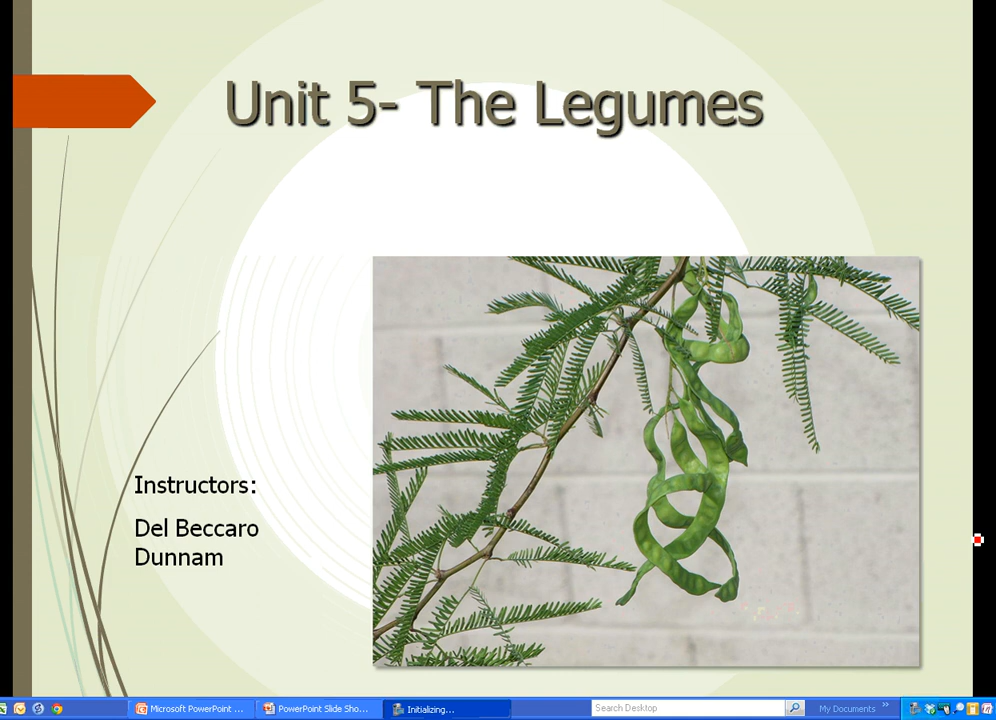 Unit 5- The Legumes
Instructors:
Del Beccaro
Dunnam
Microsoft PowerPoint ...
PowerPoint Slide Sho...
Initializing...
Search Desktop
My Documents